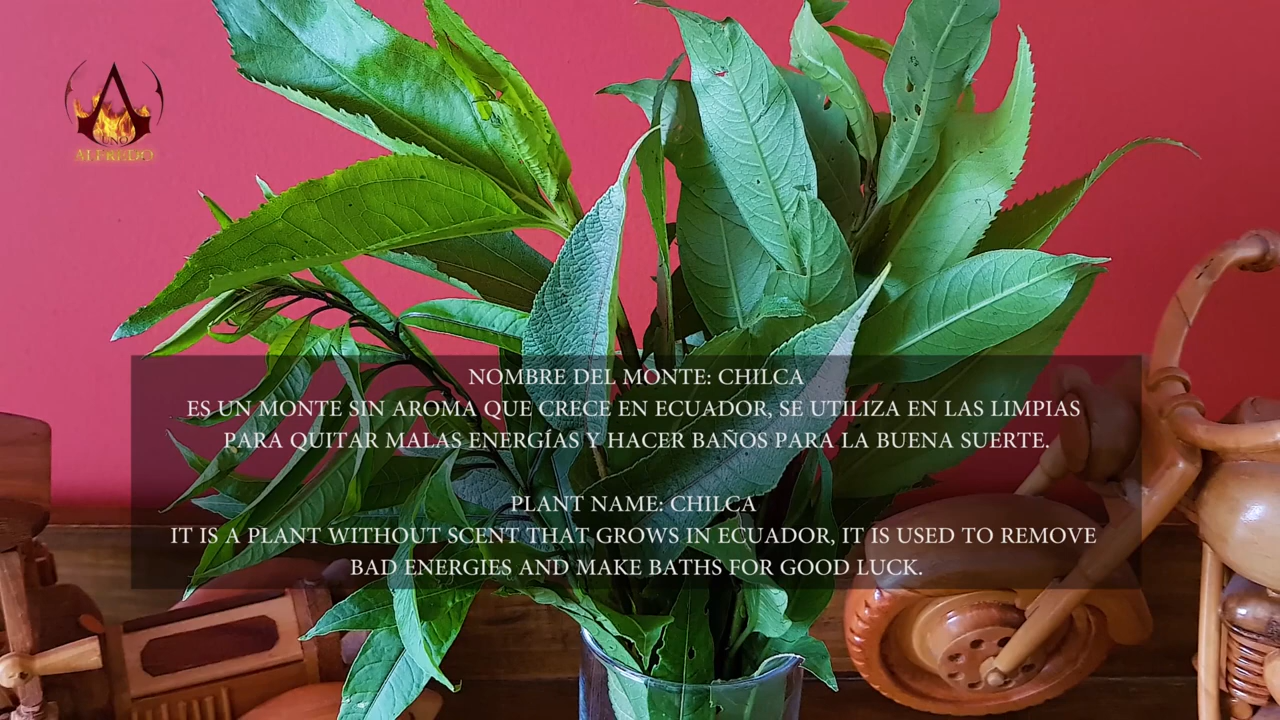 UNO
ALFREDO
NOMBRE DEL MONTE: CHILCA
ES UN MONTE SIN AROMA QUE CRECE EN ECUADOR, SE UTILIZA EN LAS LIMPIAS
PARA QUITAR MALAS ENERGÍAS Y HACER BAÑOS PARA LA BUENA SUERTE.
PLANT NAME: CHILCA
IT IS A PLANT WITHOUT SCENT THAT GROWS IN ECUADOR, IT IS USED TO REMOVE
BAD ENERGIES AND MAKE BATHS FOR GOOD LUCK.